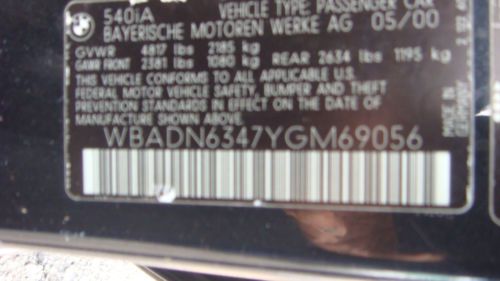 540iA VEHICLE TYPE: PASSENGER CAR
BAYERISCHE MOTOREN WERKE AG 05/00
GVWR 4817 lbs 2185 kg
GAWR FRONT 2381 lbs 1080 kg REAR 2634 lbs 1195 kg
THIS VEHICLE CONFORMS TO ALL APPLICABLE U.S.
FEDERAL MOTOR VEHICLE SAFETY, BUMPER AND THEFT
PREVENTION STANDARDS IN EFFECT ON THE DATE OF
MANUFACTURE SHOWN ABOVE.
WBADN6347YGM69056